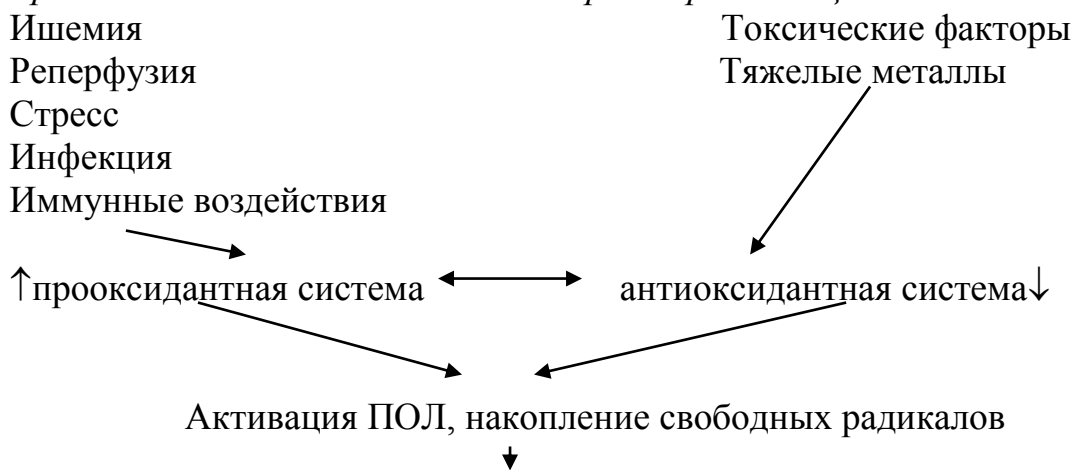 Ишемия Токсические факторы
Реперфузия Тяжелые металлы
Стресс
Инфекция
Иммунные воздействия
↑прооксидантная система антиоксидантная система↓
Активация ПОЛ, накопление свободных радикалов